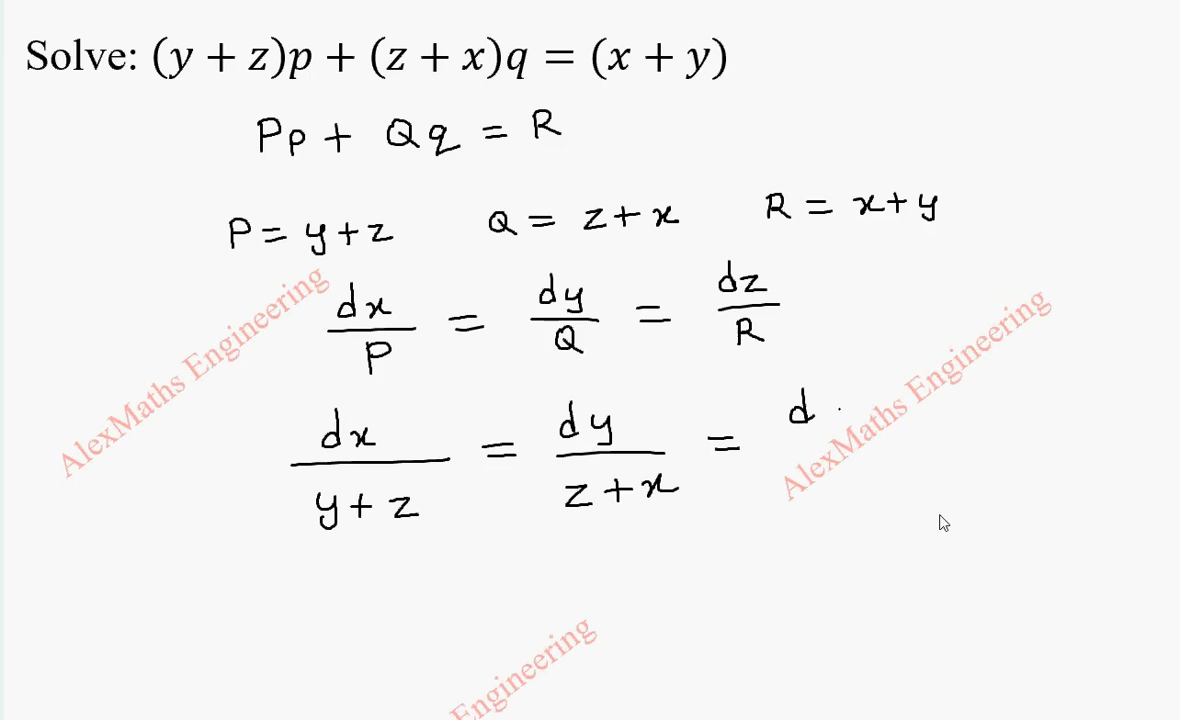 Solve: (y + z)p + (z + x)q = (x + y)
Pp + Qq = R
P = y+z Q = z+x R = x+y
dx/P = dy/Q = dz/R
dx/y+z = dy/z+x = d
AlexMaths Engineering
AlexMaths Engineering
Engineering